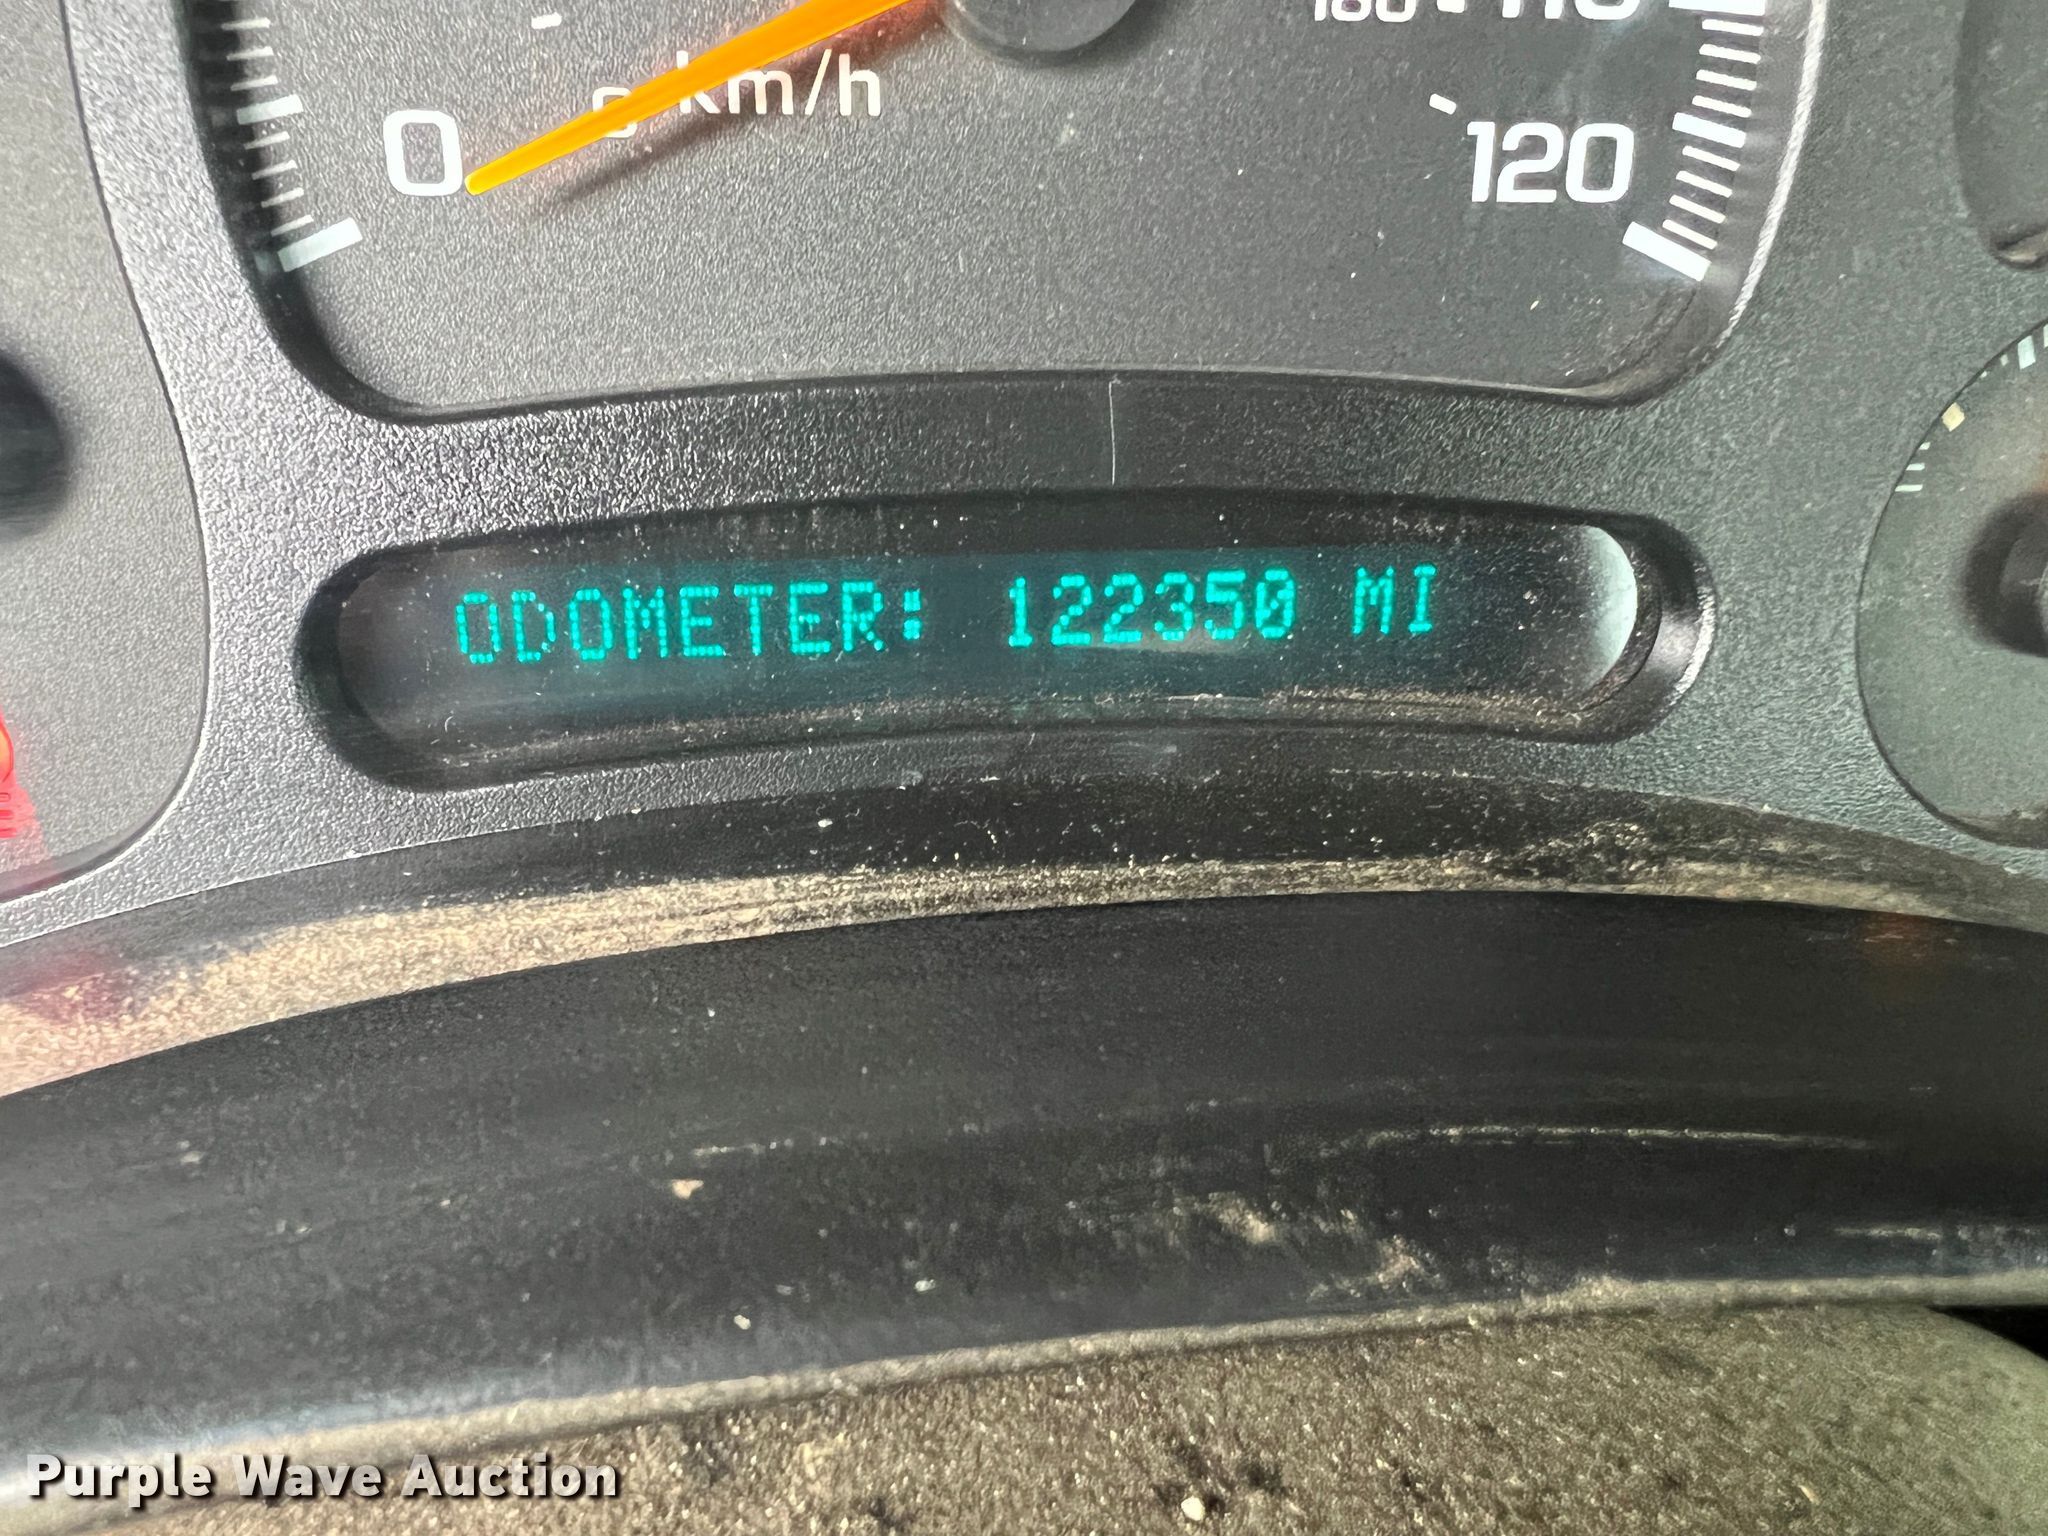 km/h
0
120
ODOMETER: 122350 MI
Purple Wave Auction